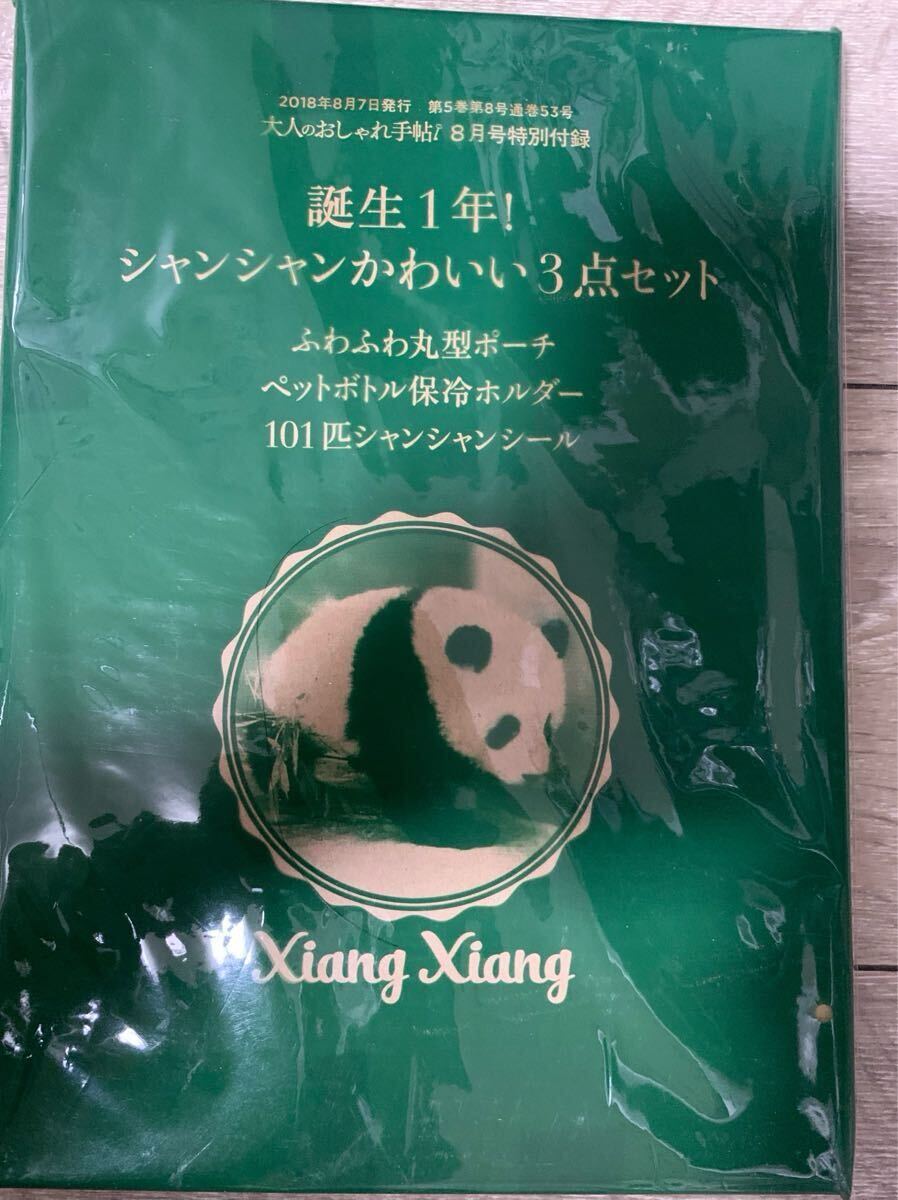 2018年8月7日発行　第5巻第8号通巻53号
大人のおしゃれ手帖 8月号特別付録
誕生1年!
シャンシャンかわいい3点セット
ふわふわ丸型ポーチ
ペットボトル保冷ホルダー
101匹シャンシャンシール
Xiang Xiang